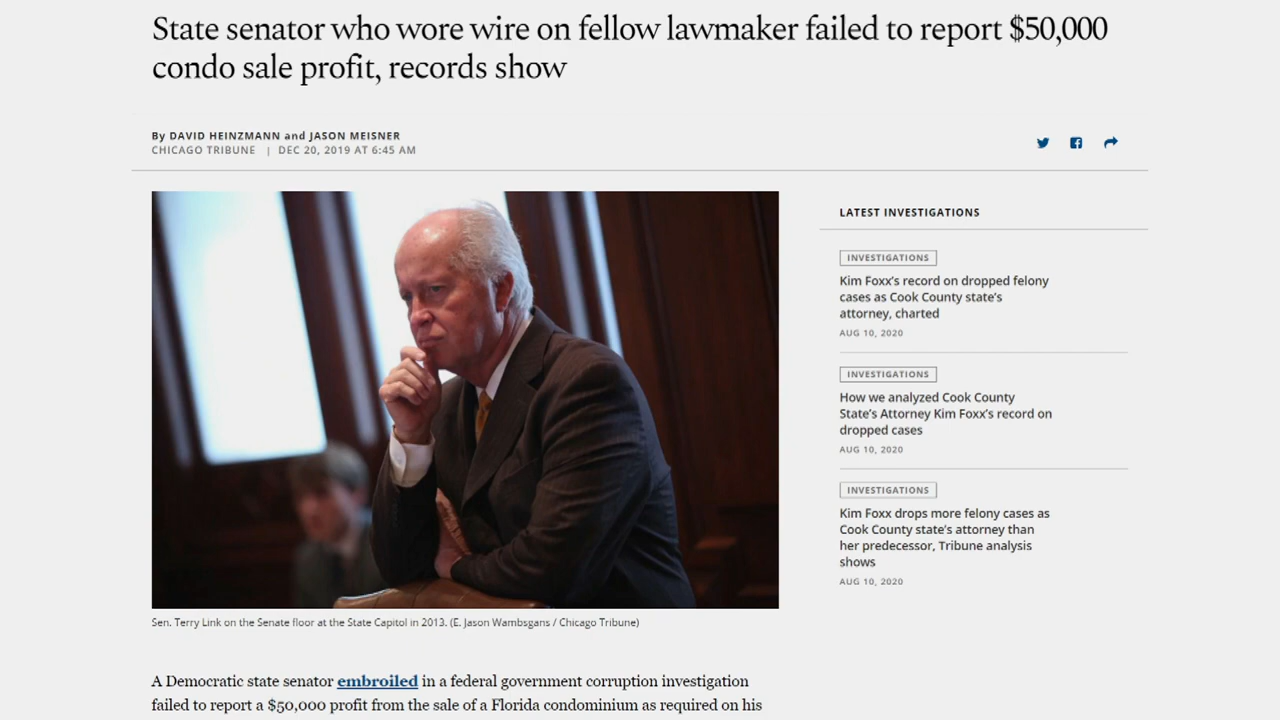 State senator who wore wire on fellow lawmaker failed to report $50,000
condo sale profit, records show
By DAVID HEINZMANN and JASON MEISNER
CHICAGO TRIBUNE | DEC 20, 2019 AT 6:45 AM
Sen. Terry Link on the Senate floor at the State Capitol in 2013. (E. Jason Wambsgans / Chicago Tribune)
A Democratic state senator embroiled in a federal government corruption investigation
failed to report a $50,000 profit from the sale of a Florida condominium as required on his
LATEST INVESTIGATIONS
INVESTIGATIONS
Kim Foxx's record on dropped felony
cases as Cook County state's
attorney, charted
AUG 10, 2020
INVESTIGATIONS
How we analyzed Cook County
State's Attorney Kim Foxx's record on
dropped cases
AUG 10, 2020
INVESTIGATIONS
Kim Foxx drops more felony cases as
Cook County state's attorney than
her predecessor, Tribune analysis
shows
AUG 10, 2020